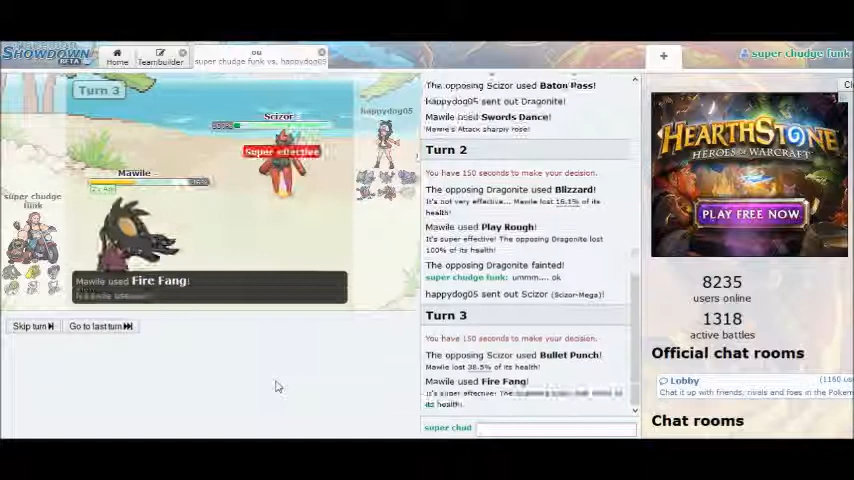 SHOWDOWN
BETA
Home
Teambuilder
ou
super chudge funk vs. happydog05
+
super chudge funk
Turn 3
Scizor
happydog05
Super effective
Mawile
super chudge
funk
Mawile used Fire Fang!
Skip turn
Go to last turn
The opposing Scizor used Baton Pass!
happydog05 sent out Dragonite!
Mawile used Swords Dance!
Mawile's Attack sharply rose!
Turn 2
You have 150 seconds to make your decision.
The opposing Dragonite used Blizzard!
It's not very effective... Mawile lost 16.1% of its
health!
Mawile used Play Rough!
It's super effective! The opposing Dragonite lost
100% of its health!
The opposing Dragonite fainted!
super chudge funk: ummm.... ok
happydog05 sent out Scizor (Scizor-Mega)!
Turn 3
You have 150 seconds to make your decision.
The opposing Scizor used Bullet Punch!
Mawile lost 38.5% of its health!
Mawile used Fire Fang!
It's super effective! The
its health!
super chud
HEARTHSTONE
HEROES OF WARCRAFT
PLAY FREE NOW
8235
users online
1318
active battles
Official chat rooms
Lobby
Chat it up with friends, rivals and foes in the Pokem
Chat rooms